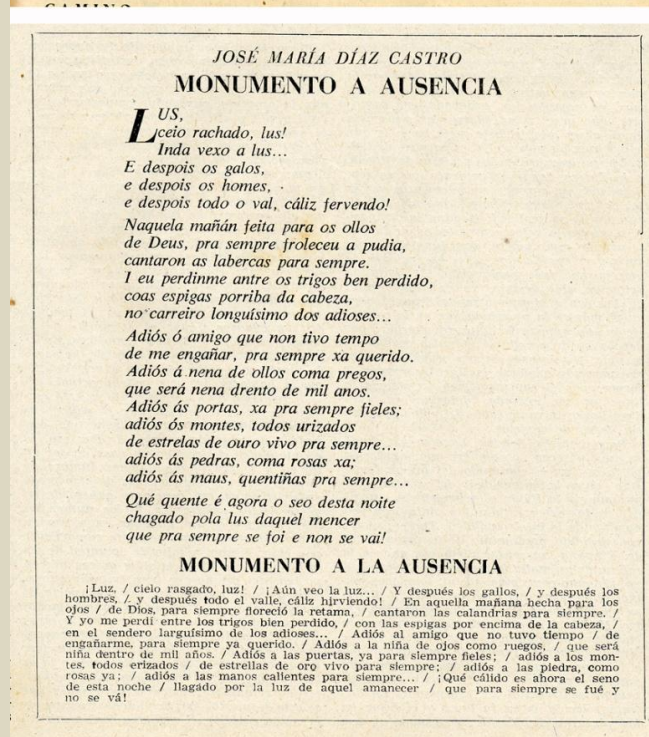 CAMINO
JOSÉ MARÍA DÍAZ CASTRO
MONUMENTO A AUSENCIA
LUS,
ceio rachado, lus!
Inda vexo a lus...
E despois os galos,
e despois os homes,
e despois todo o val, cáliz fervendo!
Naquela mañán feita para os ollos
de Deus, pra sempre froleceu a pudia,
cantaron as labercas para sempre.
I eu perdinme antre os trigos ben perdido,
coas espigas porriba da cabeza,
no carreiro longuísimo dos adioses...
Adiós ó amigo que non tivo tempo
de me engañar, pra sempre xa querido.
Adiós á nena de ollos coma pregos,
que será nena drento de mil anos.
Adiós ás portas, xa pra sempre fieles;
adiós ós montes, todos urizados
de estrelas de ouro vivo pra sempre...
adiós ás pedras, coma rosas xa;
adiós ás maus, quentiñas pra sempre...
Qué quente é agora o seo desta noite
chagado pola lus daquel mencer
que pra sempre se foi e non se vai!
MONUMENTO A LA AUSENCIA
¡Luz, / cielo rasgado, luz! / ¡Aún veo la luz... / Y después los gallos, / y después los
hombres, / y después todo el valle, cáliz hirviendo! / En aquella mañana hecha para los
ojos / de Dios, para siempre floreció la retama, / cantaron las calandrias para siempre. /
Y yo me perdí entre los trigos bien perdido, / con las espigas por encima de la cabeza, /
en el sendero larguísimo de los adioses... / Adiós al amigo que no tuvo tiempo / de
engañarme, para siempre ya querido. / Adiós a la niña de ojos como ruegos, / que será
niña dentro de mil años. / Adiós a las puertas, ya para siempre fieles; / adiós a los mon-
tes, todos erizados / de estrellas de oro vivo para siempre; / adiós a las piedra, como
rosas ya; / adiós a las manos calientes para siempre... / ¡Qué cálido es ahora el seno
de esta noche / llagado por la luz de aquel amanecer / que para siempre se fué y
no se vá!